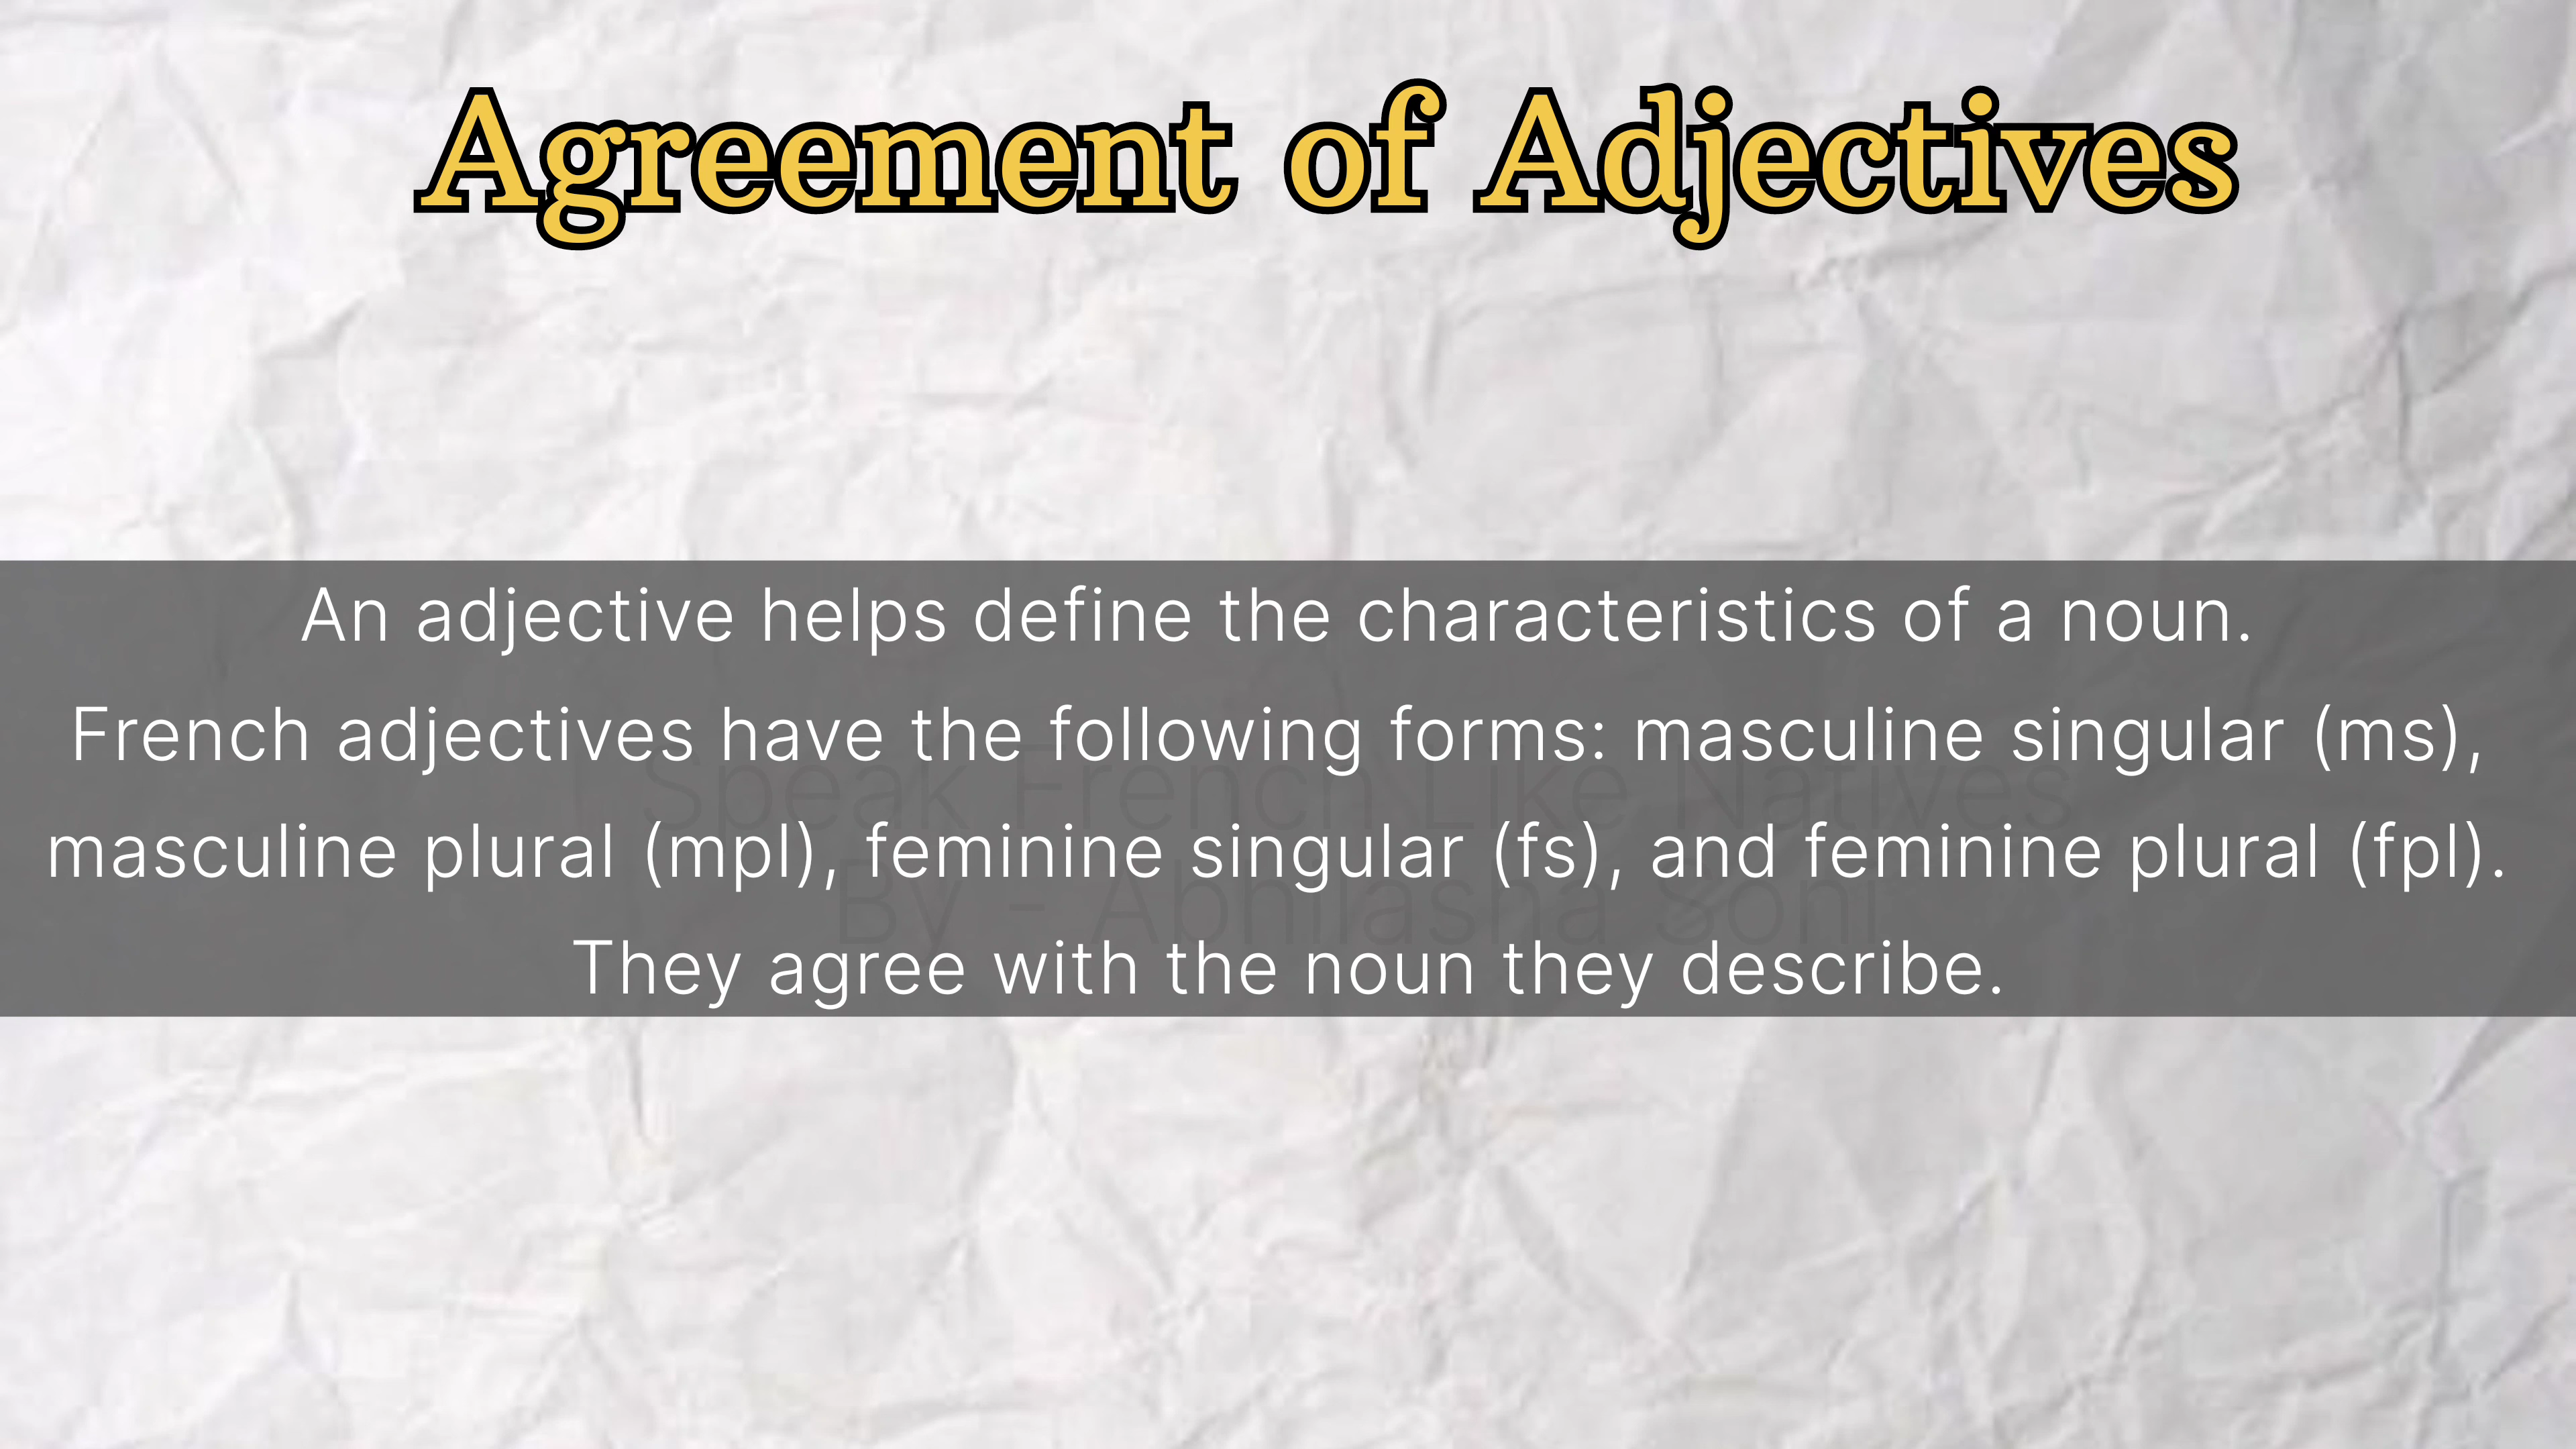 Agreement of Adjectives
An adjective helps define the characteristics of a noun.
French adjectives have the following forms: masculine singular (ms),
Speak French Like Natives
masculine plural (mpl), feminine singular (fs), and feminine plural (fpl).
By - Abhilasha Soni
They agree with the noun they describe.